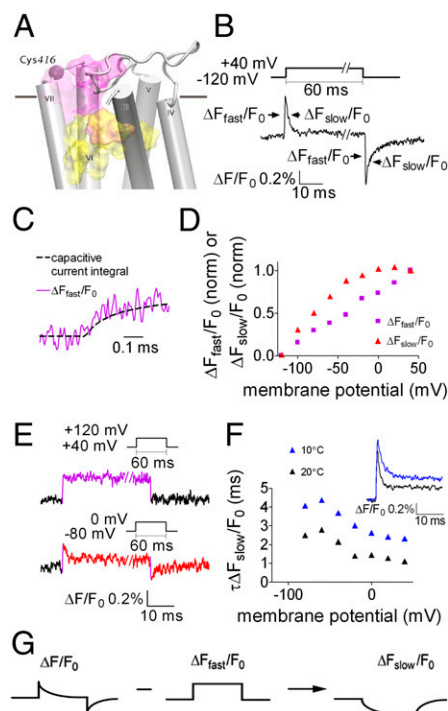 A
Cys416
VII
VI
III
V
IV
B
+40 mV
-120 mV
60 ms
ΔFfast/F0
ΔFslow/F0
ΔFfast/F0
ΔFslow/F0
ΔF/F0 0.2%
10 ms
C
capacitive
current integral
ΔFfast/F0
0.1 ms
D
ΔFfast/F0 (norm) or
ΔFslow/F0 (norm)
1.0
0.5
0.0
-100 -50 0 50
membrane potential (mV)
ΔFfast/F0
ΔFslow/F0
E
+120 mV
+40 mV
60 ms
0 mV
-80 mV
60 ms
ΔF/F0 0.2%
10 ms
F
10°C
20°C
ΔF/F0 0.2%
10 ms
τΔFslow/F0 (ms)
5
4
3
2
1
0
-100 0
membrane potential (mV)
G
ΔF/F0
ΔFfast/F0
ΔFslow/F0